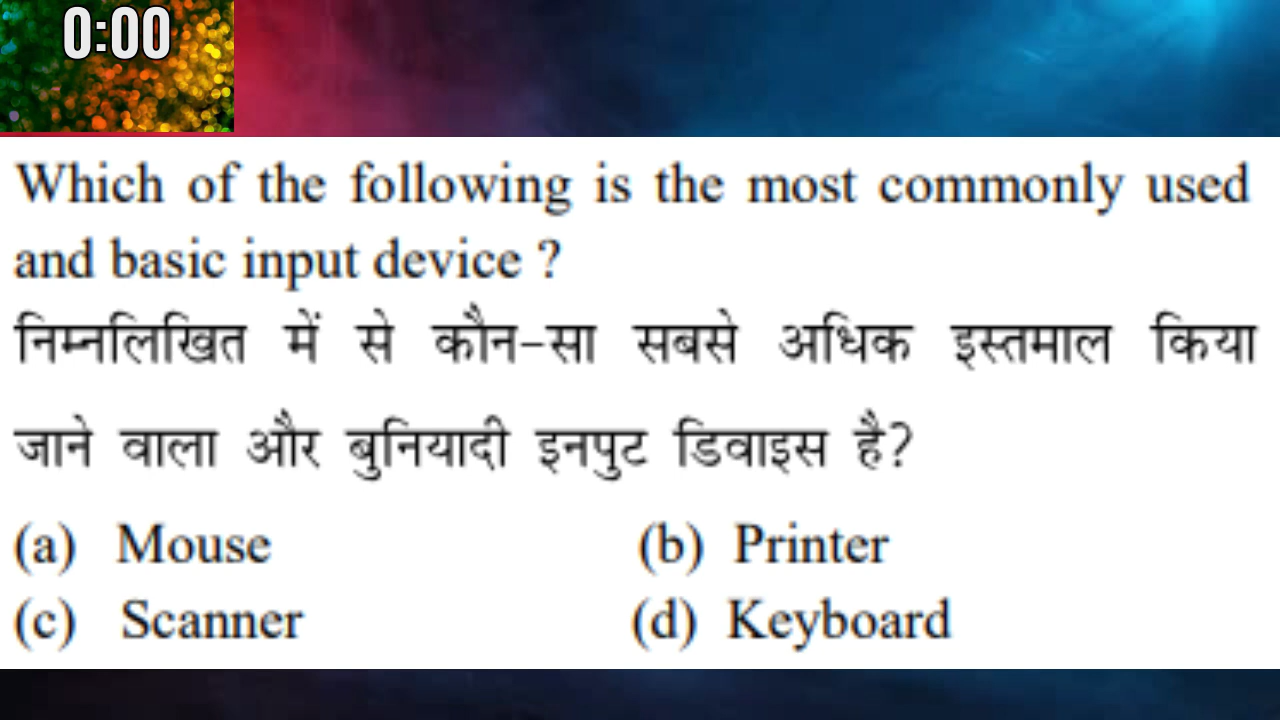 0:00
Which of the following is the most commonly used
and basic input device ?
निम्नलिखित में से कौन-सा सबसे अधिक इस्तमाल किया
जाने वाला और बुनियादी इनपुट डिवाइस है?
(a) Mouse (b) Printer
(c) Scanner (d) Keyboard